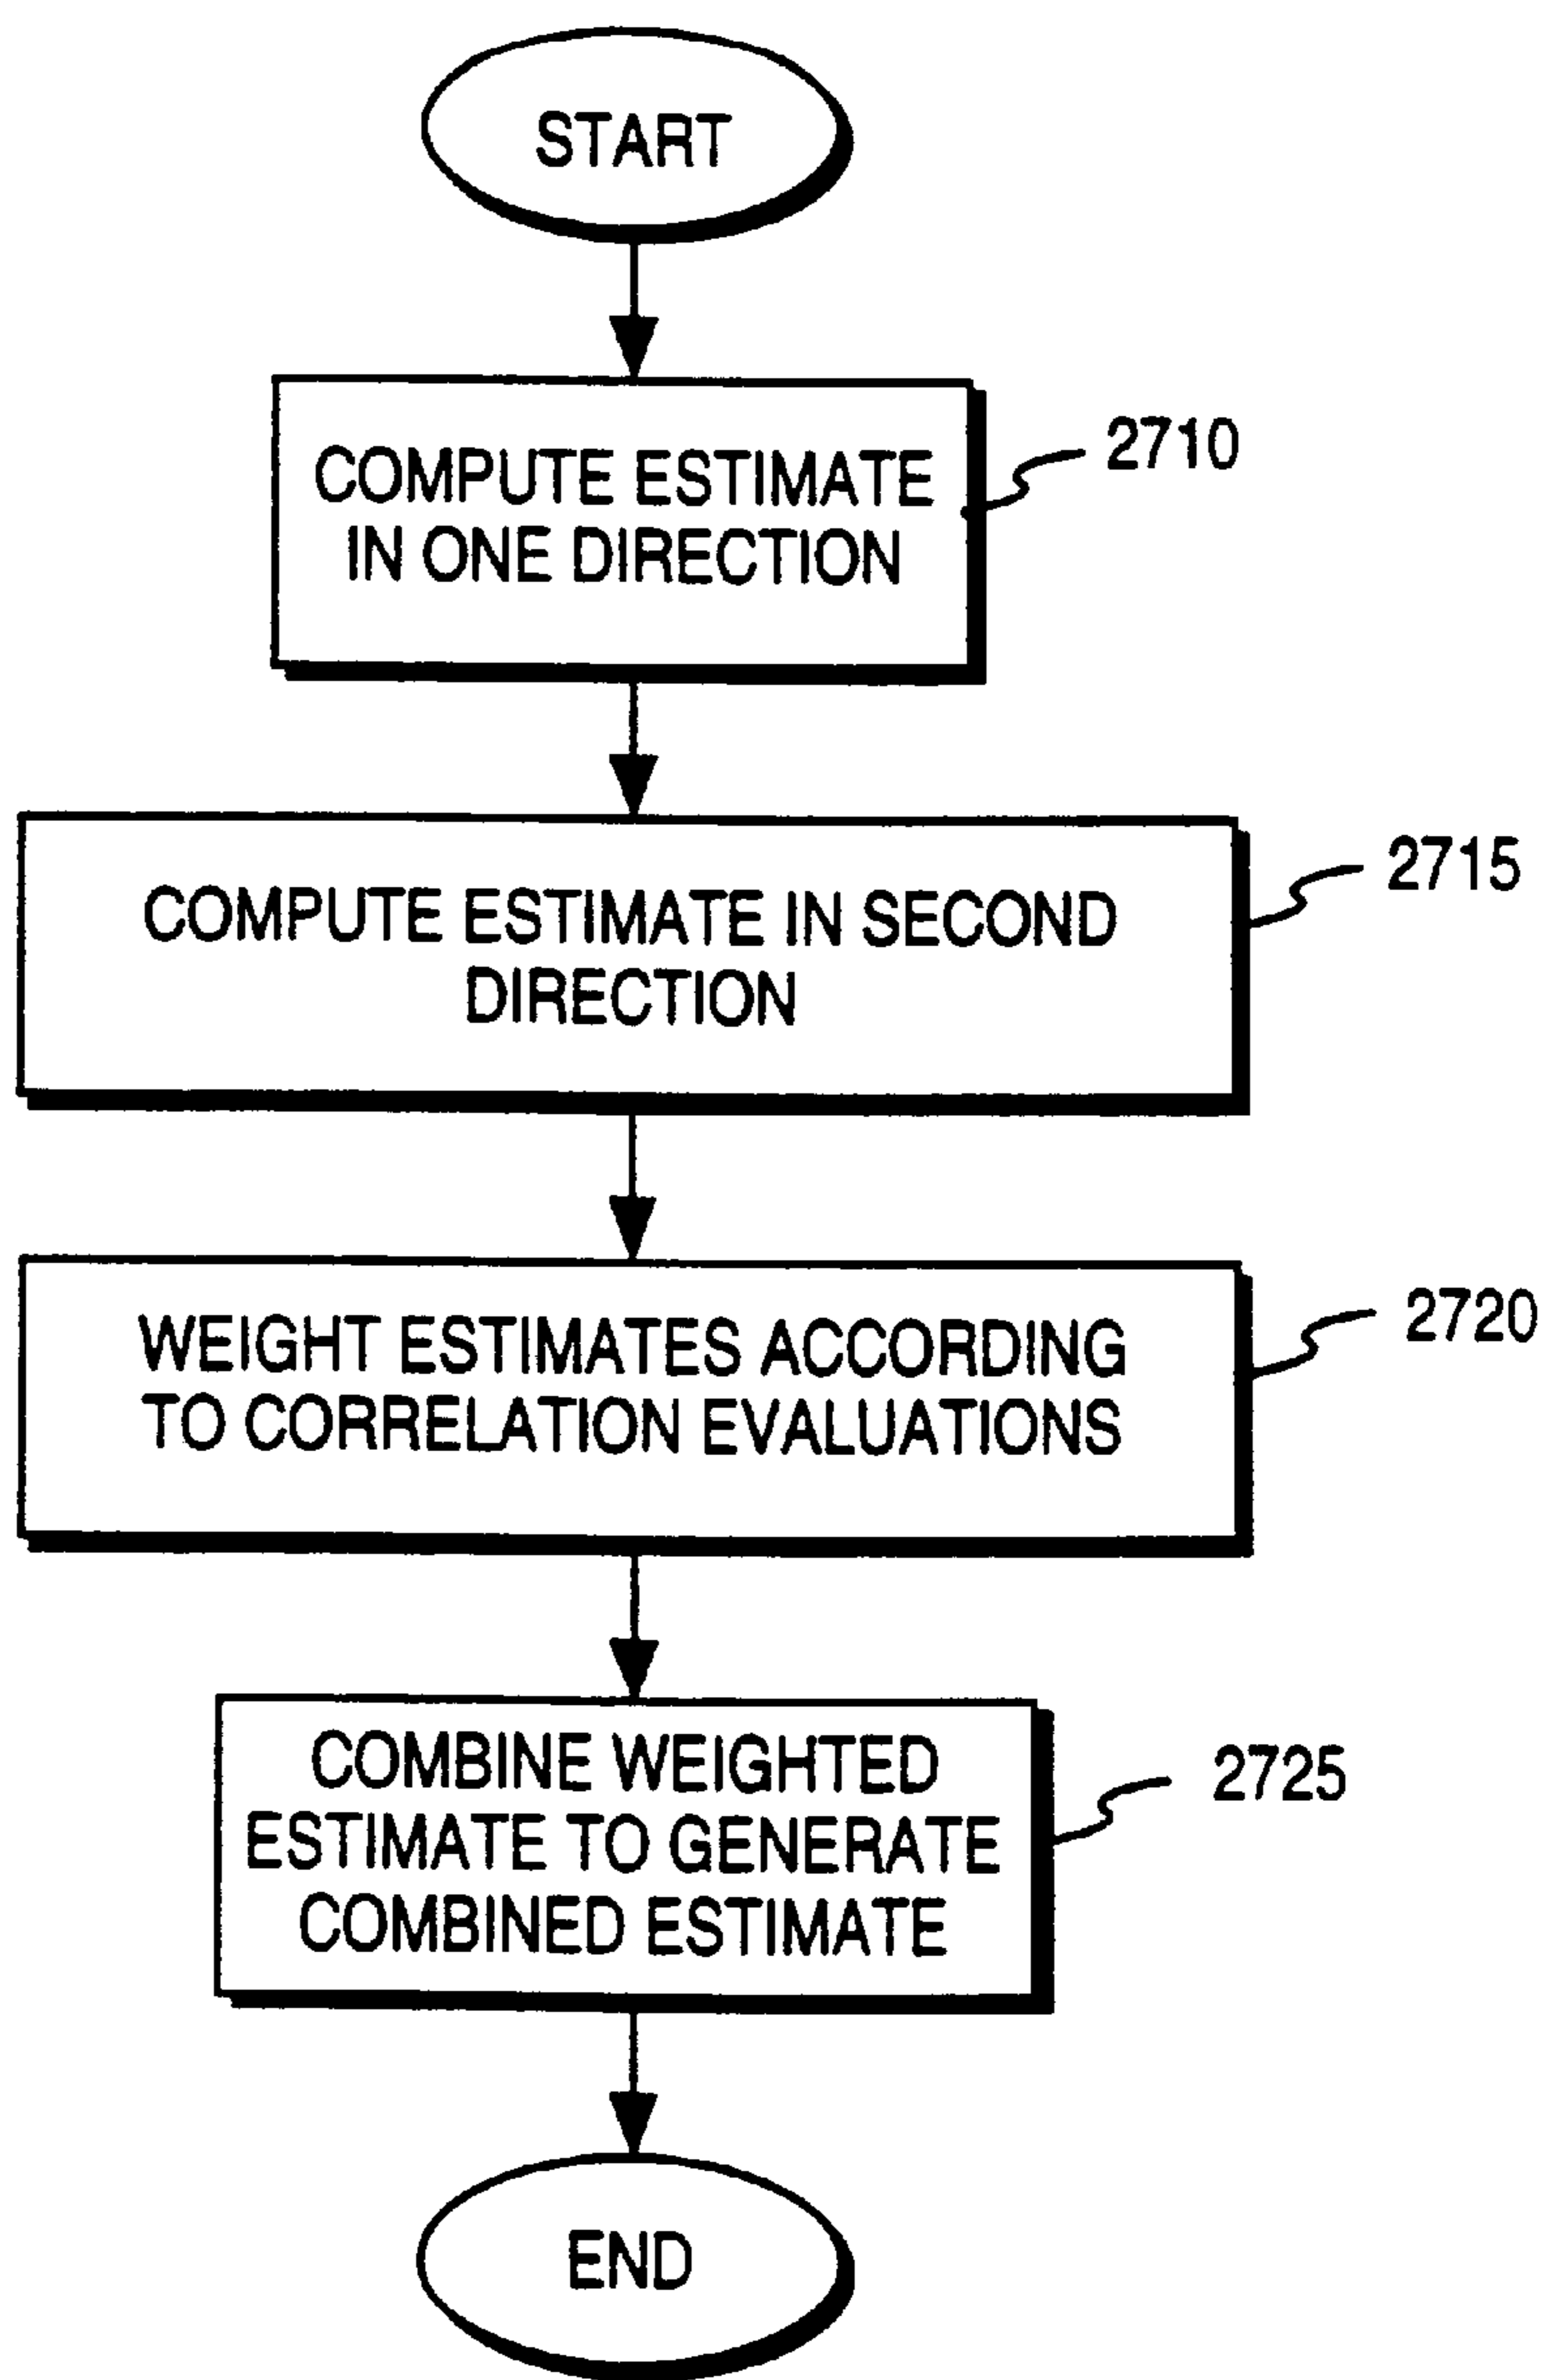 START
COMPUTE ESTIMATE
IN ONE DIRECTION
2710
COMPUTE ESTIMATE IN SECOND
DIRECTION
2715
WEIGHT ESTIMATES ACCORDING
TO CORRELATION EVALUATIONS
2720
COMBINE WEIGHTED
ESTIMATE TO GENERATE
COMBINED ESTIMATE
2725
END